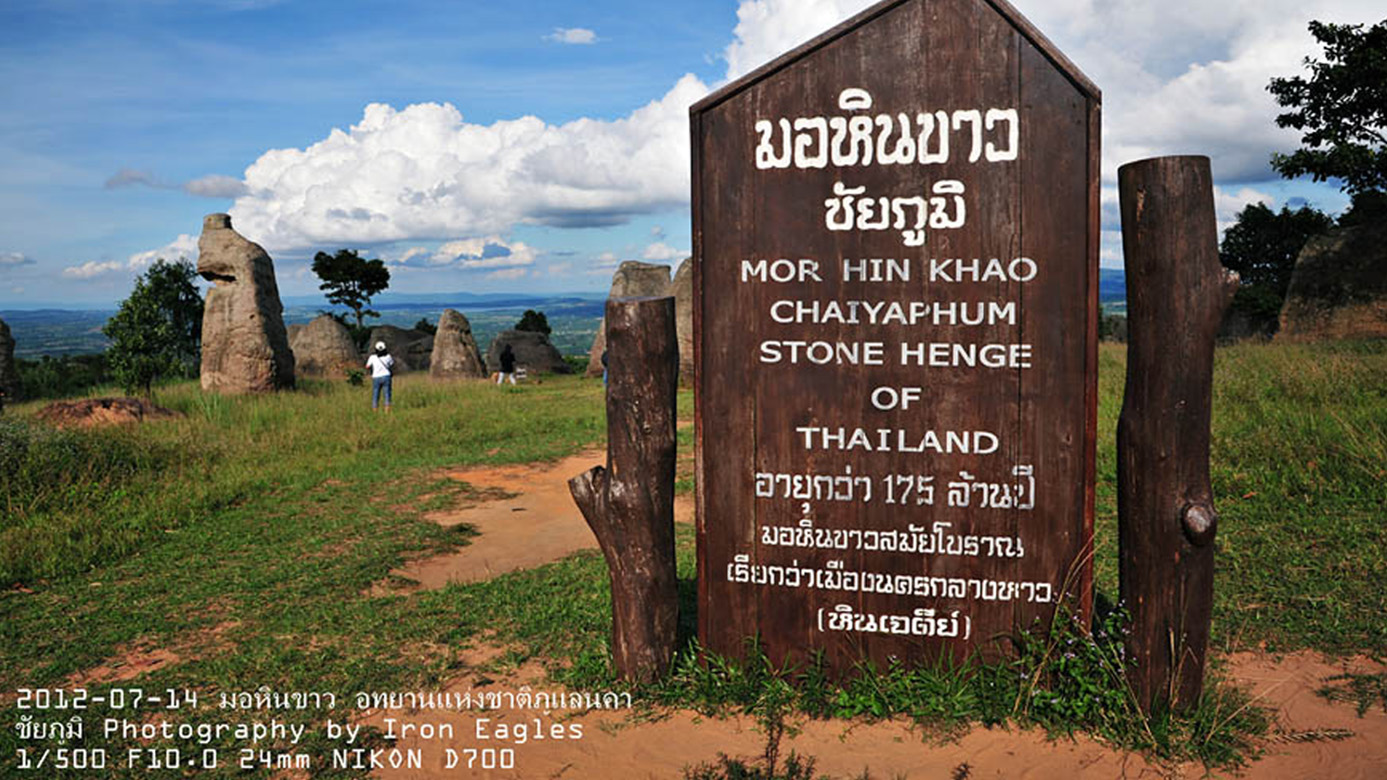 มอหินขาว
ชัยภูมิ
MOR HIN KHAO
CHAIYAPHUM
STONE HENGE
OF
THAILAND
อายุกว่า 175 ล้านปี
มอหินขาวสมัยโบราณ
เรียกว่าเมืองนครกลางหาว
(หินเจดีย์)
2012-07-14 มอหินขาว อทยานแห่งชาติภูแลนคา
ชัยภูมิ Photography by Iron Eagles
1/500 F10.0 24mm NIKON D700